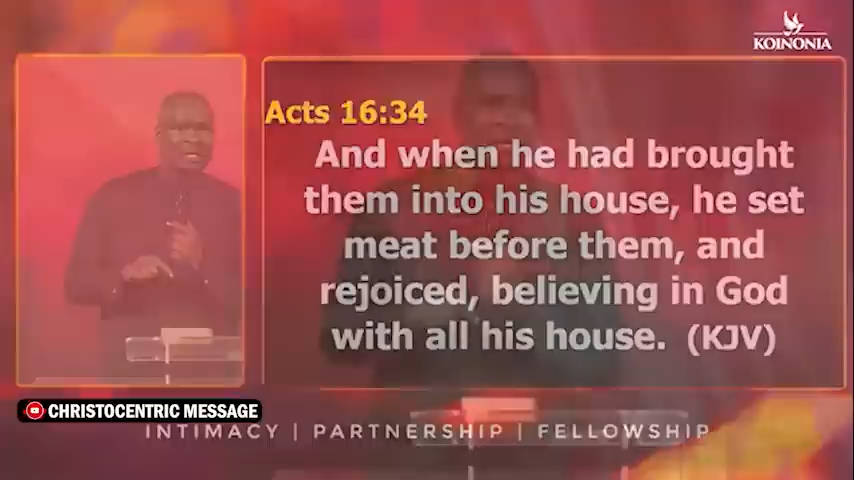 KOINONIA
Acts 16:34
And when he had brought
them into his house, he set
meat before them, and
rejoiced, believing in God
with all his house. (KJV)
CHRISTOCENTRIC MESSAGE
INTIMACY | PARTNERSHIP | FELLOWSHIP